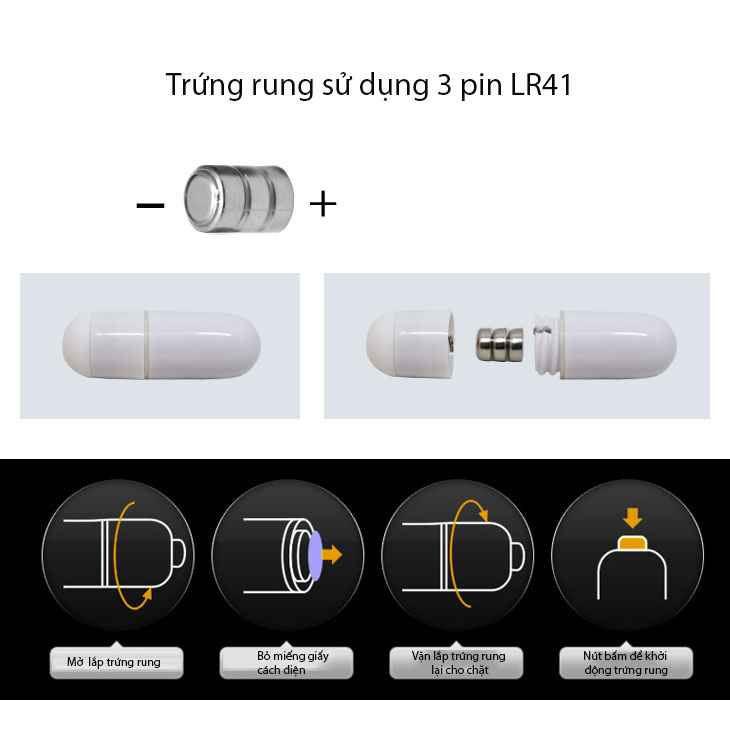 Trứng rung sử dụng 3 pin LR41
− +
Mở lắp trứng rung
Bỏ miếng giấy
cách điện
Vặn lắp trứng rung
lại cho chặt
Nút bấm để khởi
động trứng rung